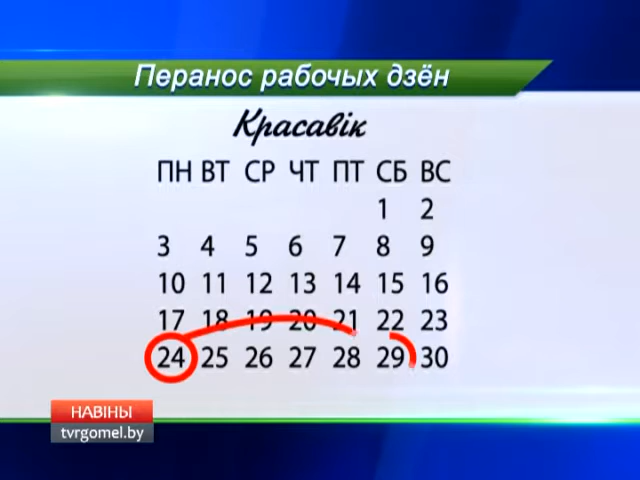 Перанос рабочых дзён
Красавік
ПН ВТ СР ЧТ ПТ СБ ВС
1 2
3 4 5 6 7 8 9
10 11 12 13 14 15 16
17 18 19 20 21 22 23
24 25 26 27 28 29 30
НАВІНЫ
tvrgomel.by